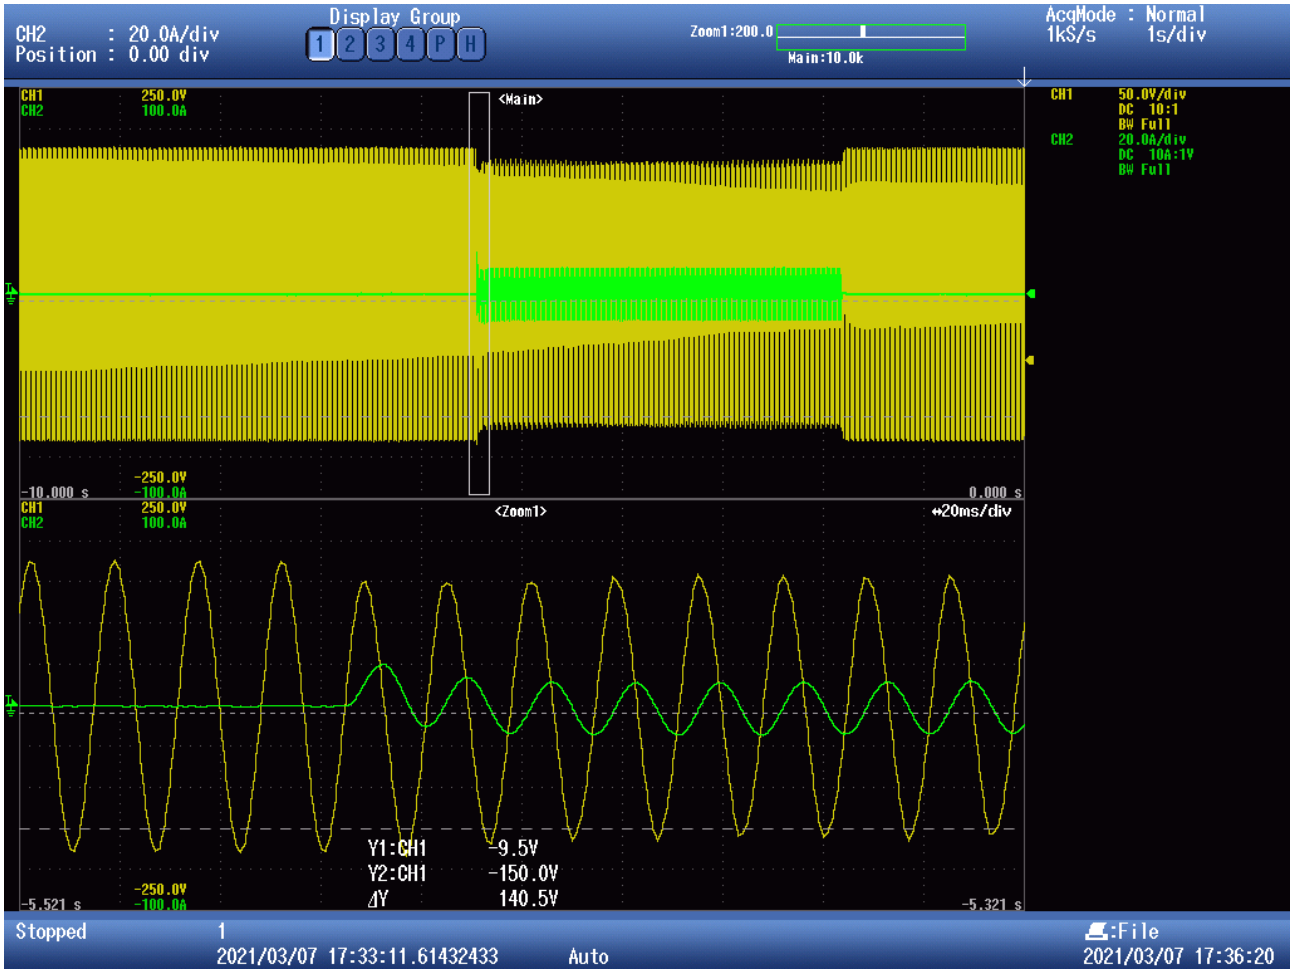 CH2 : 20.0A/div
Position : 0.00 div
Display Group
1 2 3 4 P H
Zoom1:200.0
Main:10.0k
AcqMode : Normal
1kS/s 1s/div
CH1 250.0V
CH2 100.0A
<Main>
CH1 50.0V/div
DC 10:1
BW Full
CH2 20.0A/div
DC 10A:1V
BW Full
-250.0V
-10.000 s -100.0A
0.000 s
CH1 250.0V
CH2 100.0A
<Zoom1>
↔20ms/div
Y1:CH1 -9.5V
Y2:CH1 -150.0V
ΔY 140.5V
-250.0V
-5.521 s -100.0A
-5.321 s
Stopped 1
2021/03/07 17:33:11.61432433 Auto
:File
2021/03/07 17:36:20